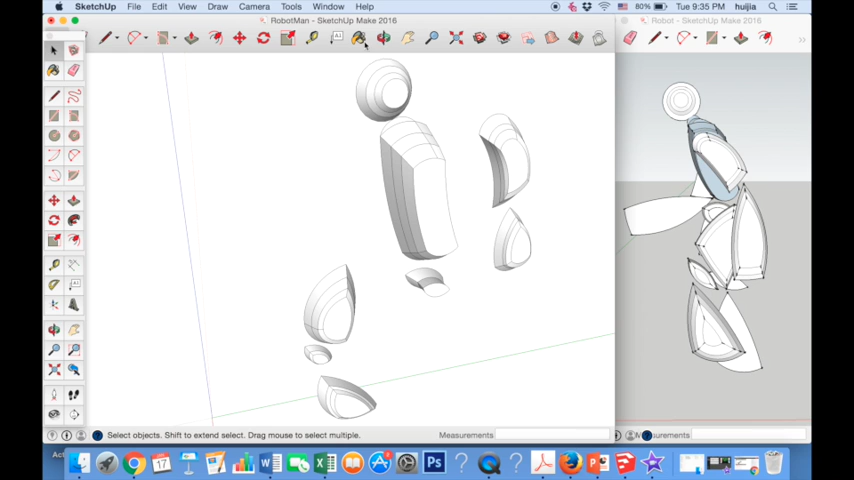 SketchUp File Edit View Draw Camera Tools Window Help 80% Tue 9:35 PM huijia
RobotMan - SketchUp Make 2016
Robot - SketchUp Make 2016
Select objects. Shift to extend select. Drag mouse to select multiple.
Measurements